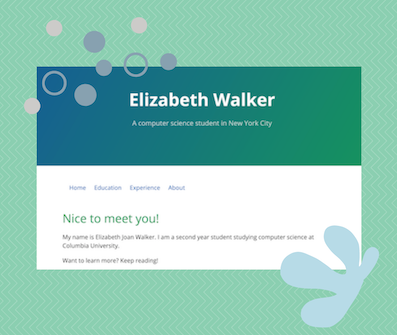 Elizabeth Walker
A computer science student in New York City
Home Education Experience About
Nice to meet you!
My name is Elizabeth Joan Walker. I am a second year student studying computer science at
Columbia University.
Want to learn more? Keep reading!